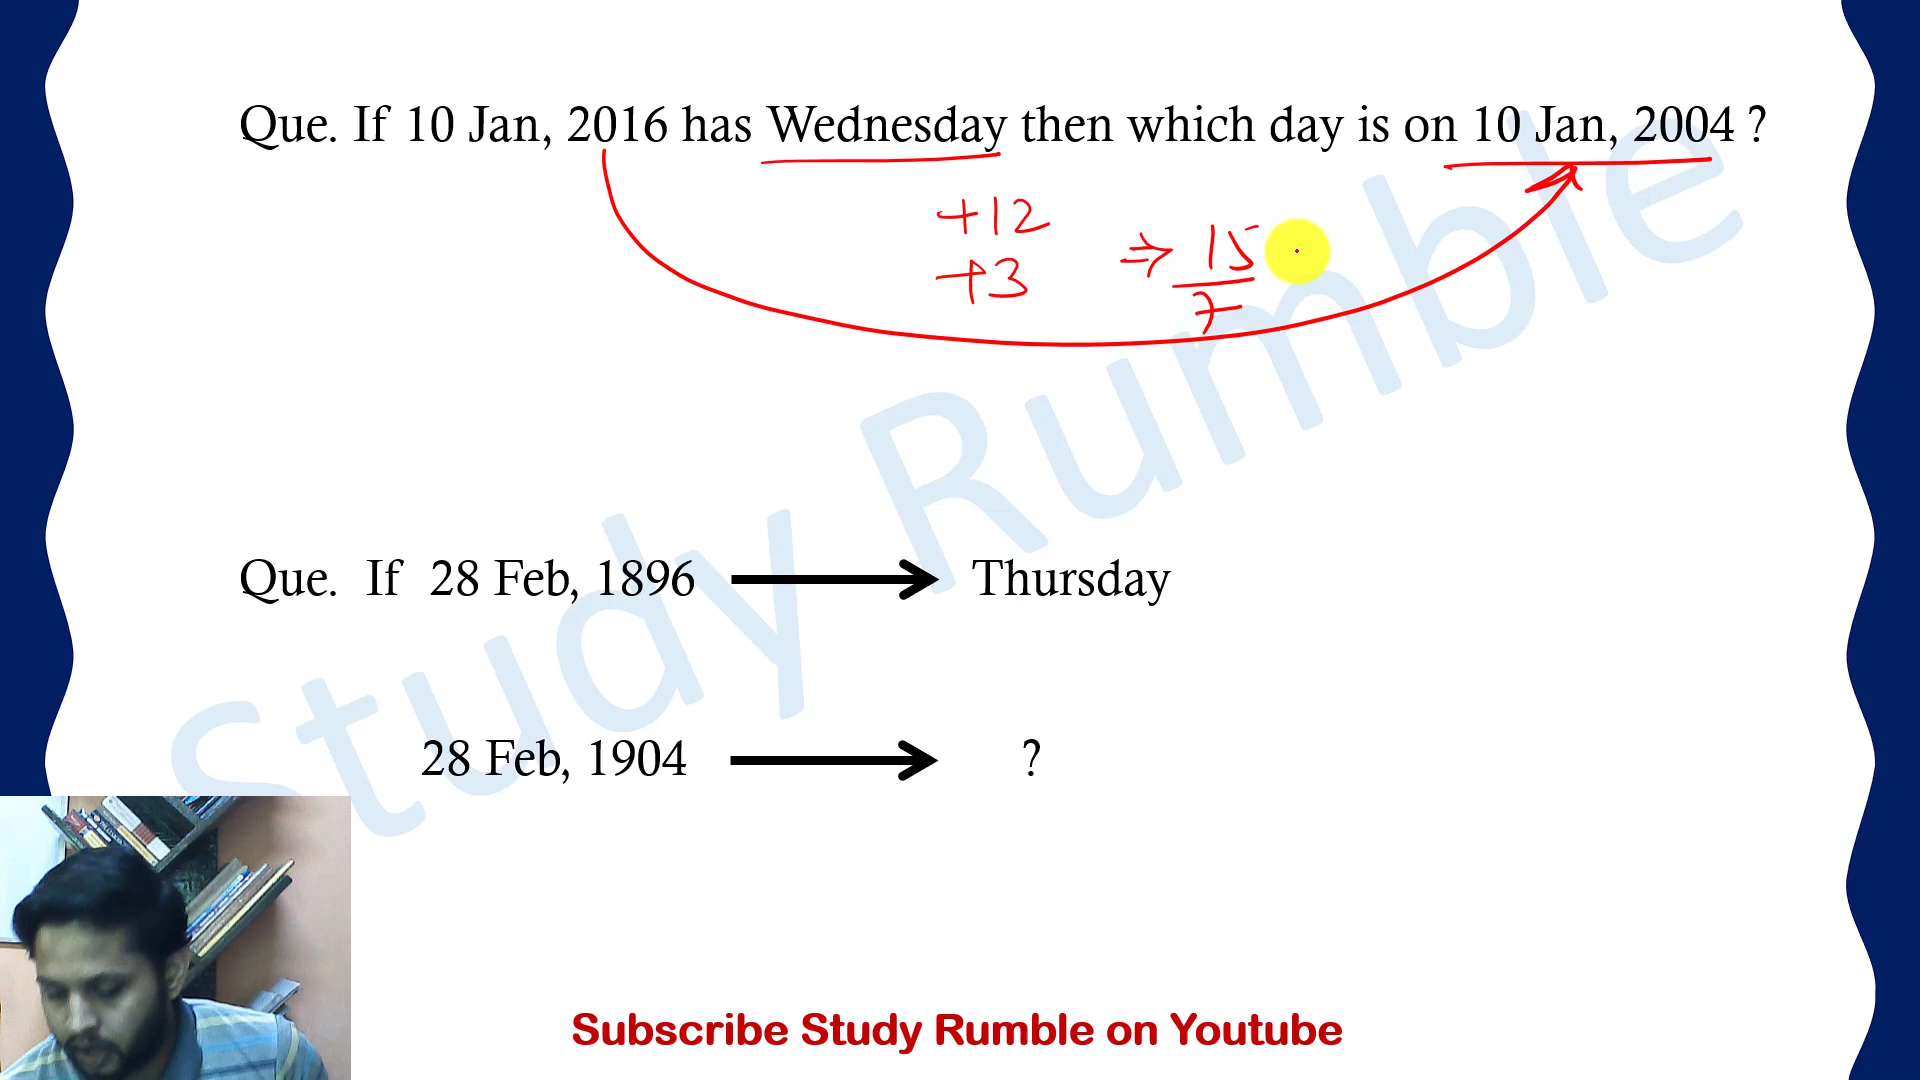 Que. If 10 Jan, 2016 has Wednesday then which day is on 10 Jan, 2004 ?
+12
+3
⇒ 15
7
Que. If 28 Feb, 1896 Thursday
28 Feb, 1904 ?
Study Rumble
Subscribe Study Rumble on Youtube